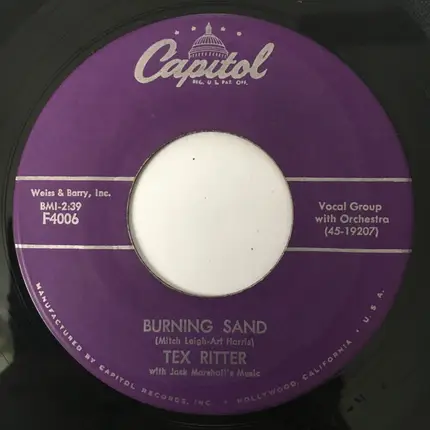 Capitol
REG. U.S. PAT. OFF.
Weiss & Barry, Inc.
BMI-2:39
F4006
Vocal Group
with Orchestra
(45-19207)
BURNING SAND
(Mitch Leigh-Art Harris)
TEX RITTER
with Jack Marshall's Music
MANUFACTURED BY CAPITOL RECORDS, INC. • HOLLYWOOD, CALIFORNIA • U.S.A.